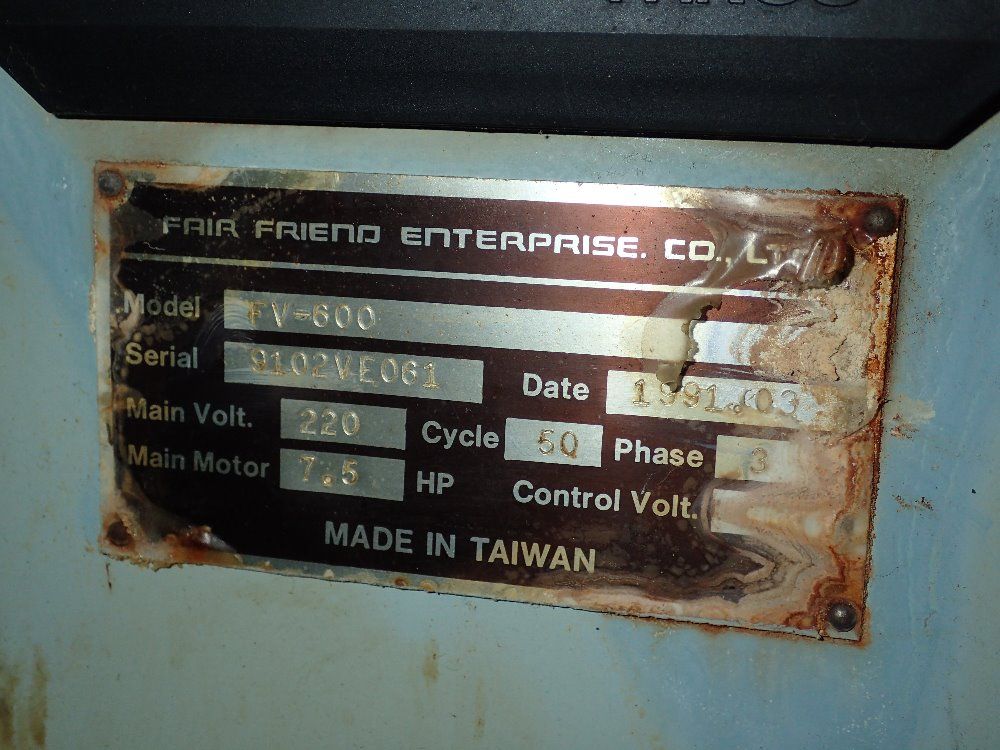 FAIR FRIEND ENTERPRISE. CO.,
Model FV-600
Serial 9102VE061 Date 1991.03
Main Volt. 220 Cycle 50 Phase 3
Main Motor 7.5 HP Control Volt.
MADE IN TAIWAN